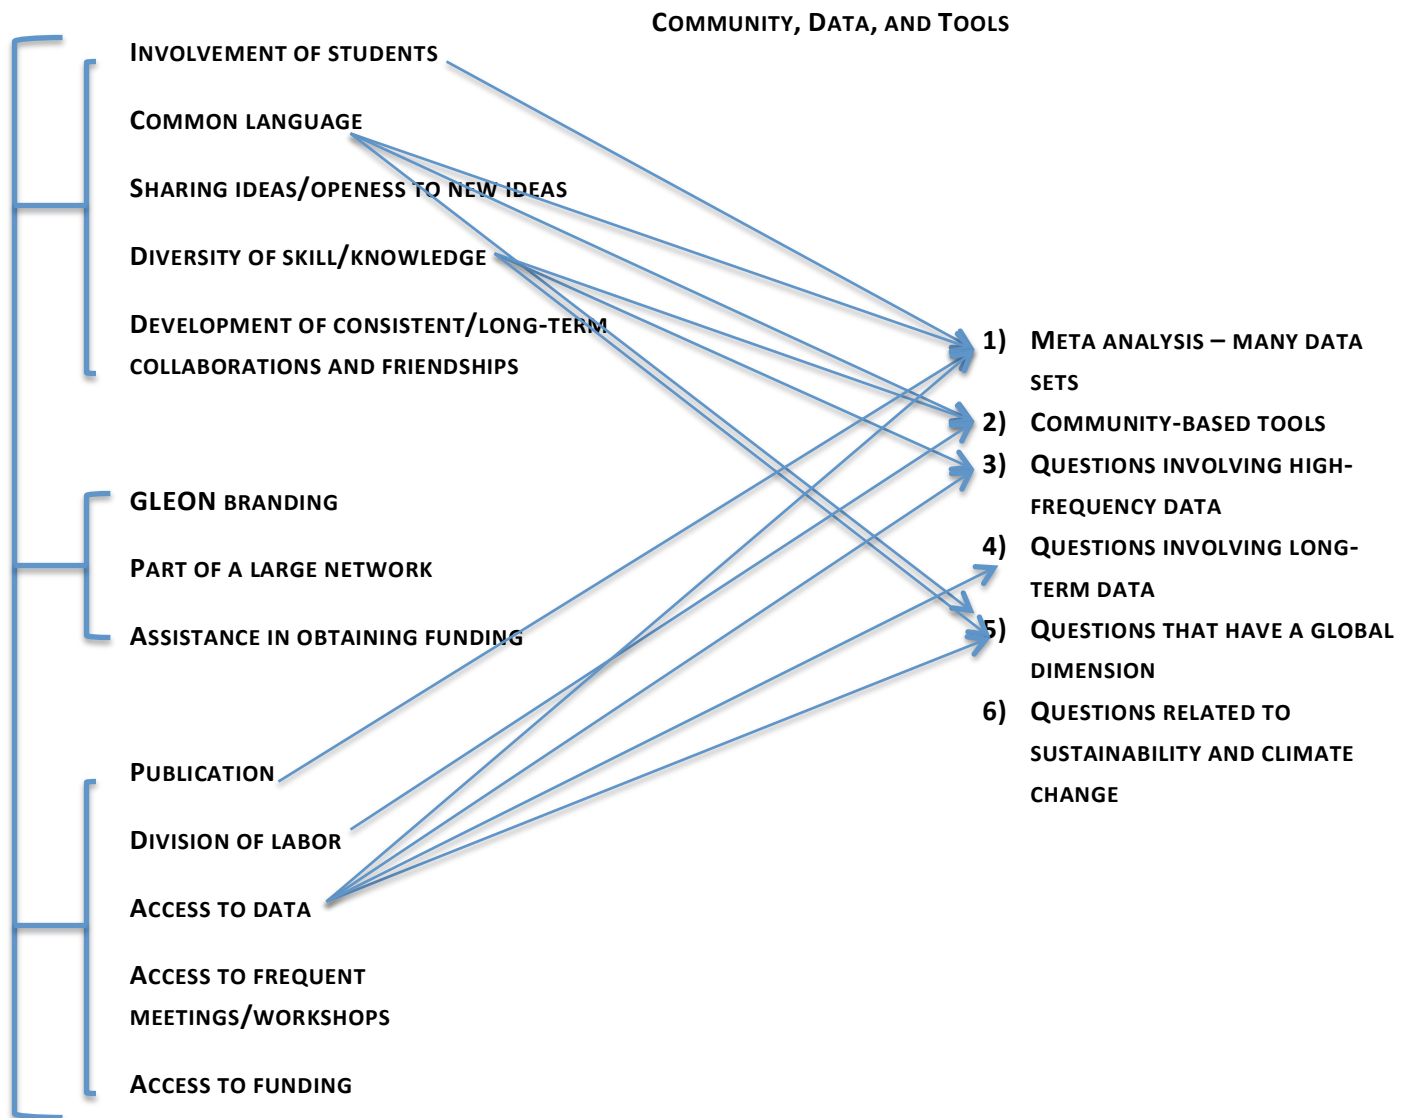 Community, Data, and Tools
Involvement of students
Common language
Sharing ideas/openess to new ideas
Diversity of skill/knowledge
Development of consistent/long-term
collaborations and friendships
GLEON branding
Part of a large network
Assistance in obtaining funding
Publication
Division of labor
Access to data
Access to frequent
meetings/workshops
Access to funding
1) Meta analysis – many data
sets
2) Community-based tools
3) Questions involving high-
frequency data
4) Questions involving long-
term data
5) Questions that have a global
dimension
6) Questions related to
sustainability and climate
change